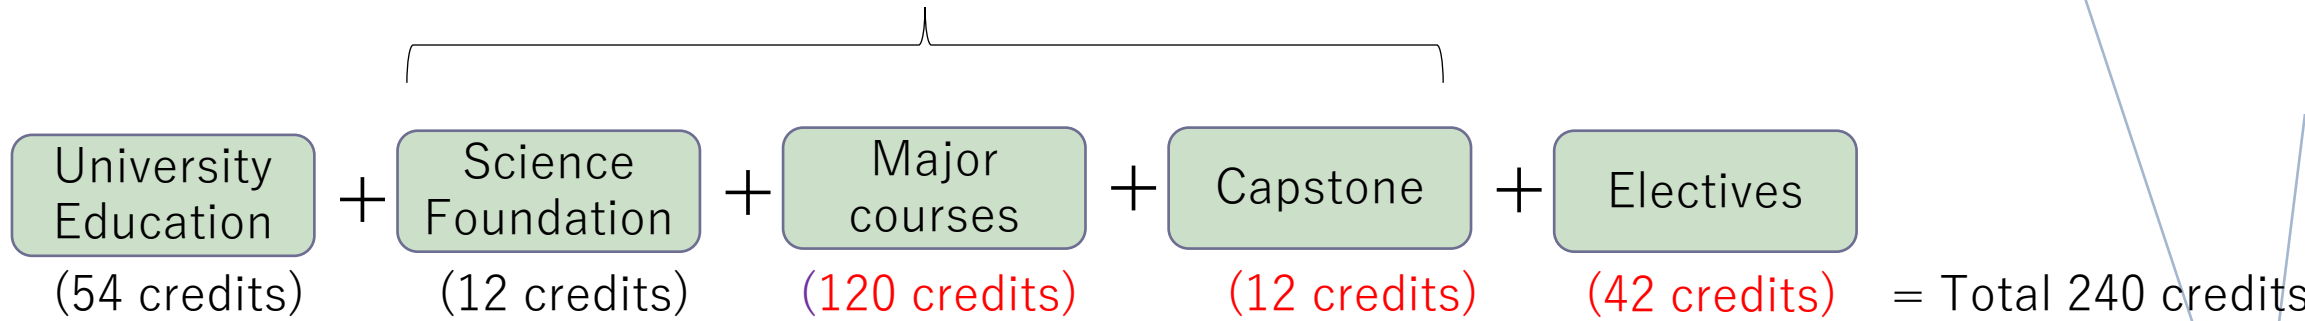 University
Education
+
Science
Foundation
+
Major
courses
+
Capstone
+
Electives
(54 credits)
(12 credits)
(120 credits)
(12 credits)
(42 credits)
= Total 240 credits